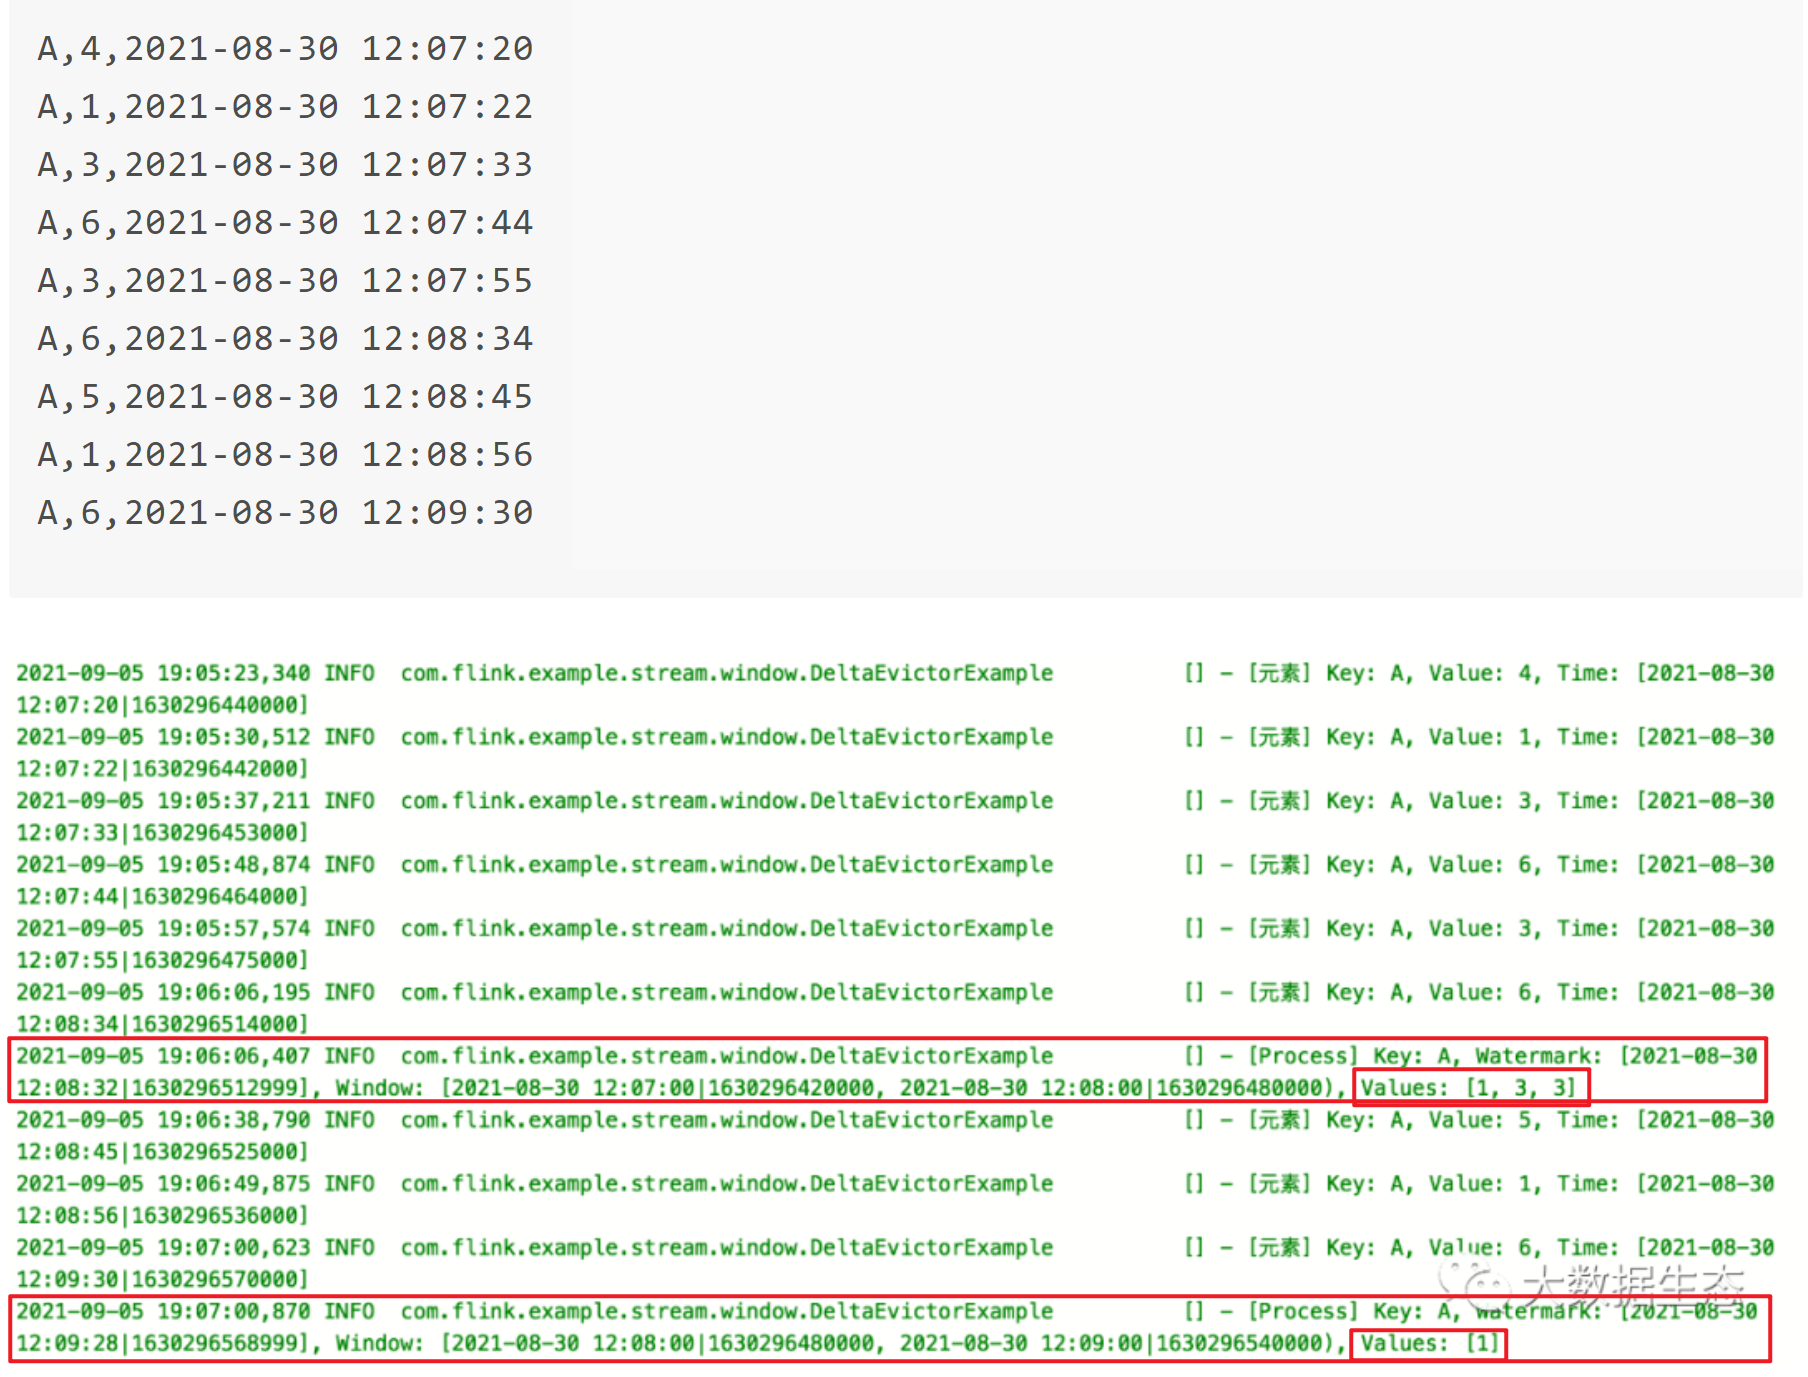 A,4,2021-08-30 12:07:20
A,1,2021-08-30 12:07:22
A,3,2021-08-30 12:07:33
A,6,2021-08-30 12:07:44
A,3,2021-08-30 12:07:55
A,6,2021-08-30 12:08:34
A,5,2021-08-30 12:08:45
A,1,2021-08-30 12:08:56
A,6,2021-08-30 12:09:30
2021-09-05 19:05:23,340 INFO com.flink.example.stream.window.DeltaEvictorExample [] - [元素] Key: A, Value: 4, Time: [2021-08-30
12:07:20|1630296440000]
2021-09-05 19:05:30,512 INFO com.flink.example.stream.window.DeltaEvictorExample [] - [元素] Key: A, Value: 1, Time: [2021-08-30
12:07:22|1630296442000]
2021-09-05 19:05:37,211 INFO com.flink.example.stream.window.DeltaEvictorExample [] - [元素] Key: A, Value: 3, Time: [2021-08-30
12:07:33|1630296453000]
2021-09-05 19:05:48,874 INFO com.flink.example.stream.window.DeltaEvictorExample [] - [元素] Key: A, Value: 6, Time: [2021-08-30
12:07:44|1630296464000]
2021-09-05 19:05:57,574 INFO com.flink.example.stream.window.DeltaEvictorExample [] - [元素] Key: A, Value: 3, Time: [2021-08-30
12:07:55|1630296475000]
2021-09-05 19:06:06,195 INFO com.flink.example.stream.window.DeltaEvictorExample [] - [元素] Key: A, Value: 6, Time: [2021-08-30
12:08:34|1630296514000]
2021-09-05 19:06:06,407 INFO com.flink.example.stream.window.DeltaEvictorExample [] - [Process] Key: A, Watermark: [2021-08-30
12:08:32|1630296512999], Window: [2021-08-30 12:07:00|1630296420000, 2021-08-30 12:08:00|1630296480000), Values: [1, 3, 3]
2021-09-05 19:06:38,790 INFO com.flink.example.stream.window.DeltaEvictorExample [] - [元素] Key: A, Value: 5, Time: [2021-08-30
12:08:45|1630296525000]
2021-09-05 19:06:49,875 INFO com.flink.example.stream.window.DeltaEvictorExample [] - [元素] Key: A, Value: 1, Time: [2021-08-30
12:08:56|1630296536000]
2021-09-05 19:07:00,623 INFO com.flink.example.stream.window.DeltaEvictorExample [] - [元素] Key: A, Value: 6, Time: [2021-08-30
12:09:30|1630296570000]
大数据生态
2021-09-05 19:07:00,870 INFO com.flink.example.stream.window.DeltaEvictorExample [] - [Process] Key: A, Watermark: [2021-08-30
12:09:28|1630296568999], Window: [2021-08-30 12:08:00|1630296480000, 2021-08-30 12:09:00|1630296540000), Values: [1]